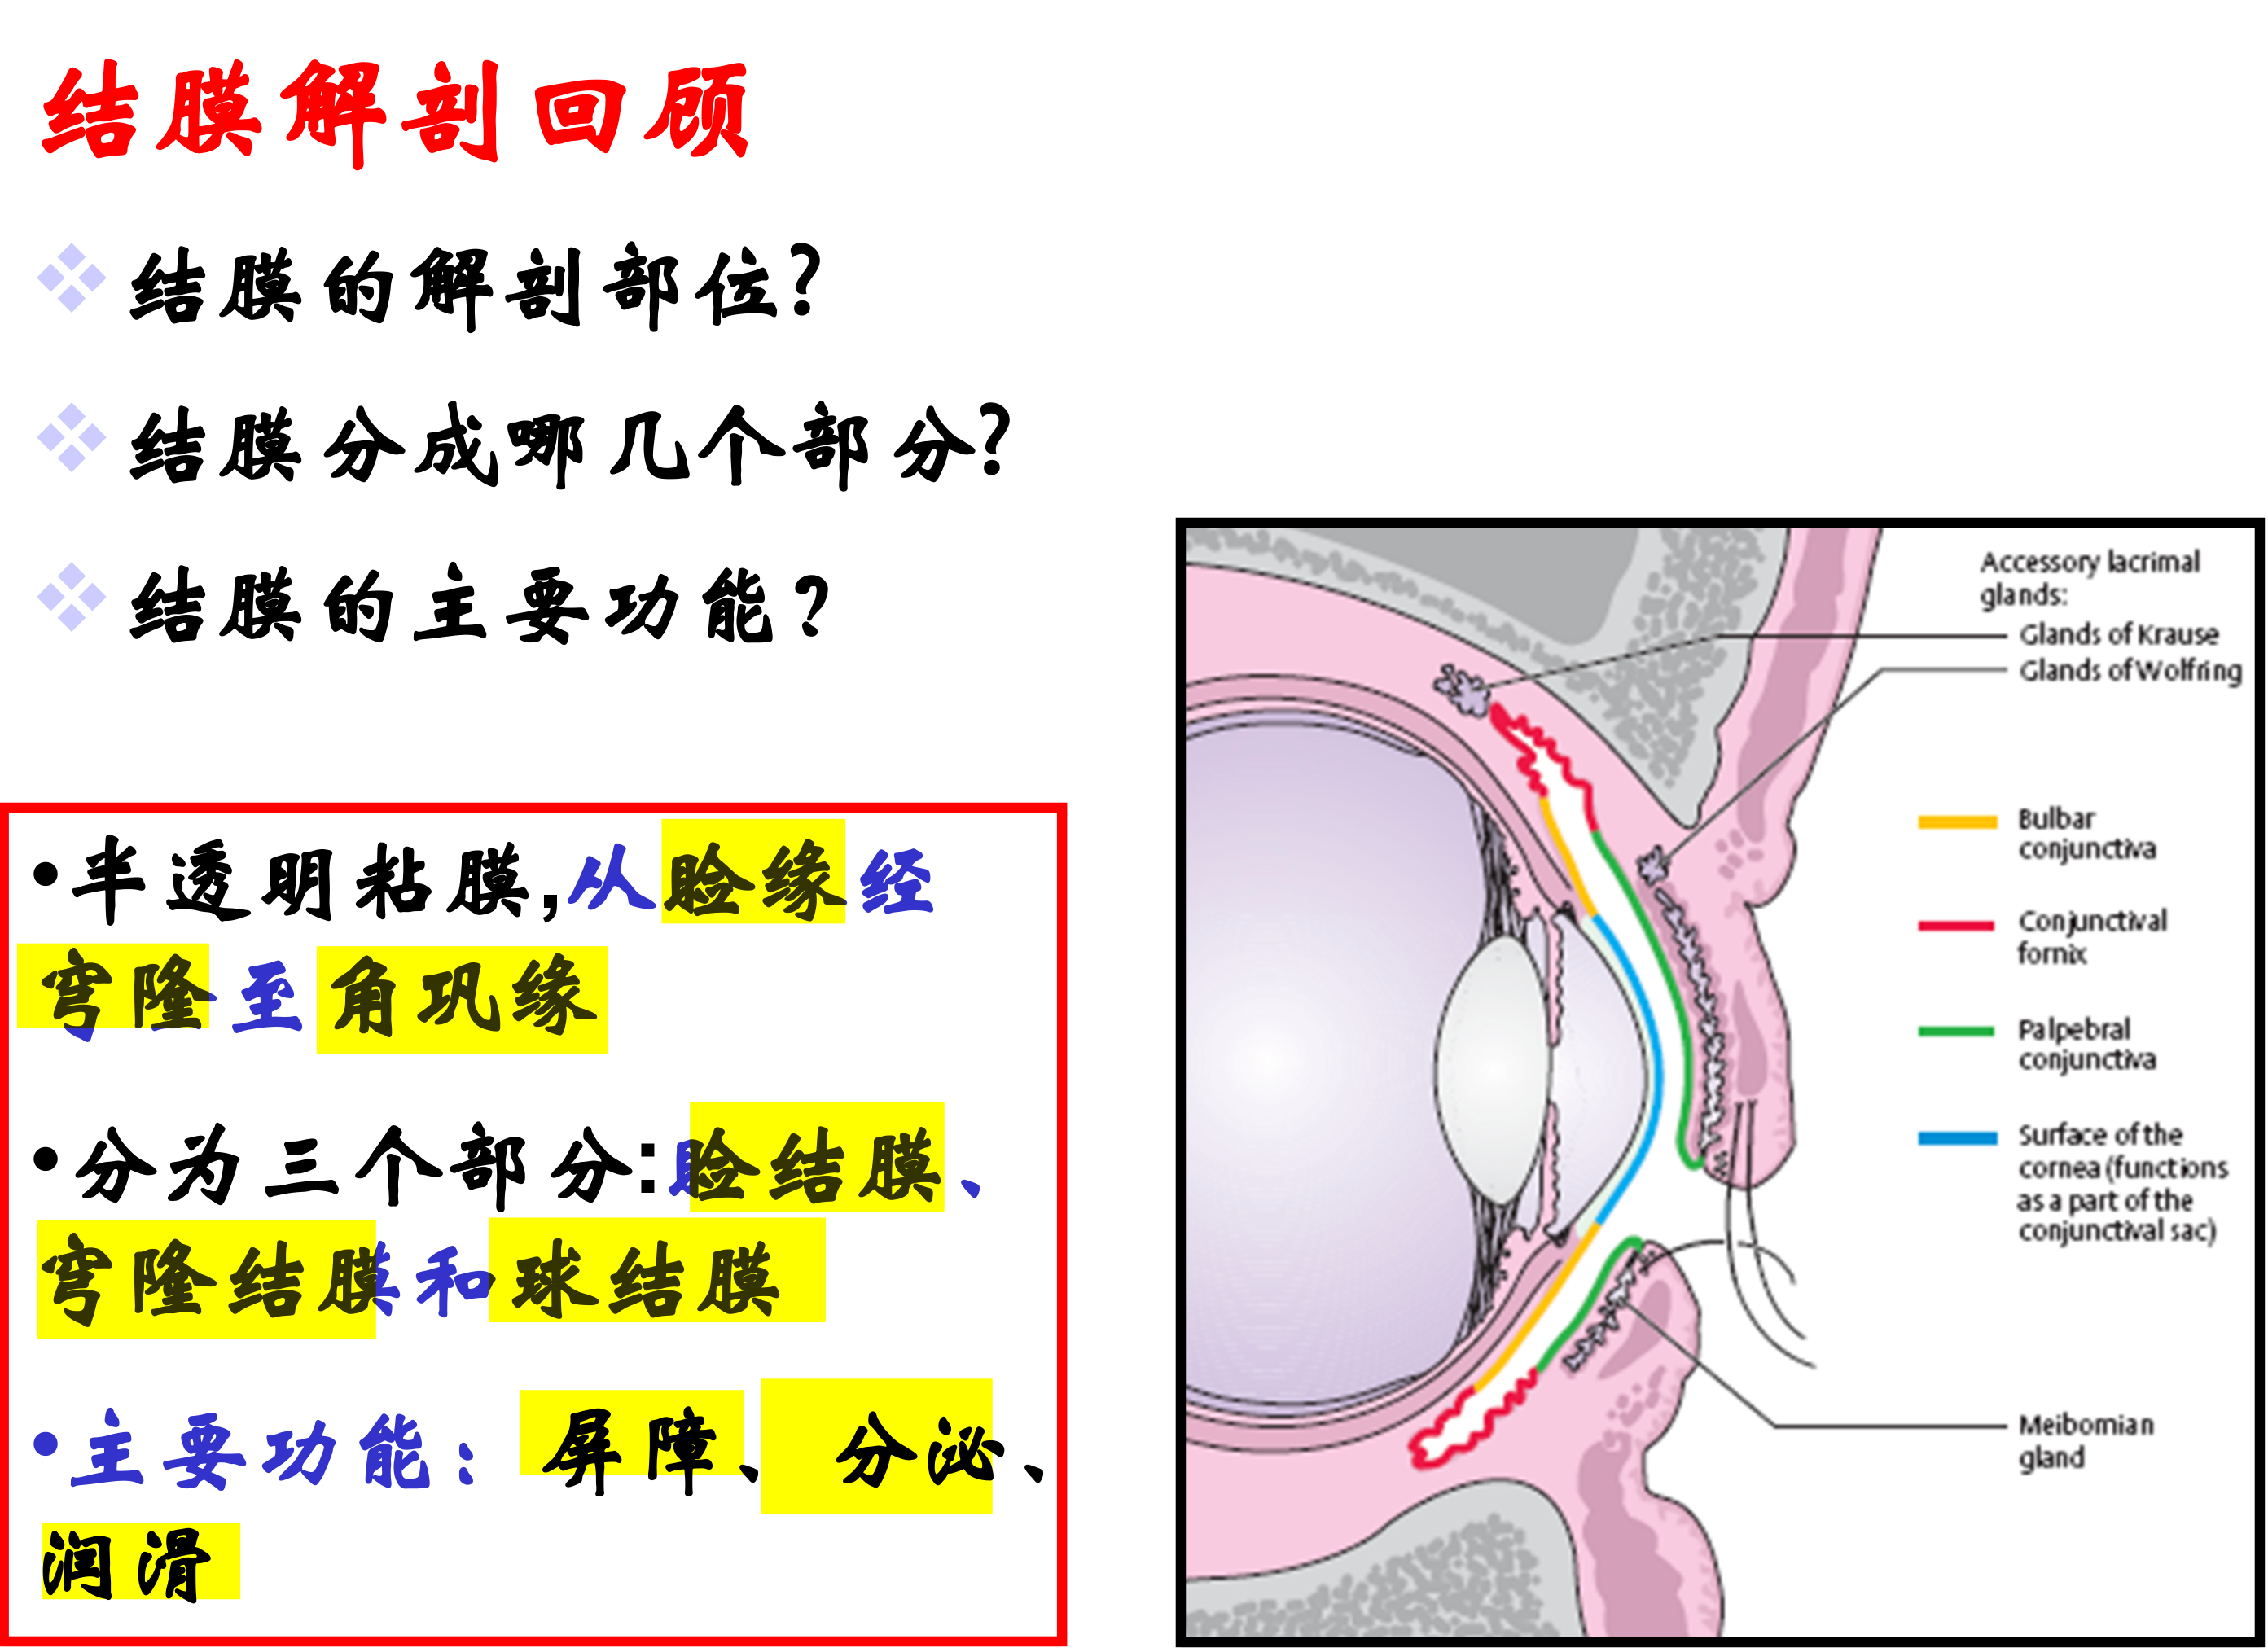 结膜解剖回顾
结膜的解剖部位?
结膜分成哪几个部分?
结膜的主要功能?
•半透明粘膜,从睑缘经
穹隆至角巩缘
•分为三个部分:睑结膜、
穹隆结膜和球结膜
•主要功能: 屏障、分泌、
润滑
Accessory lacrimal
glands:
Glands of Krause
Glands of Wolfring
Bulbar
conjunctiva
Conjunctival
fornix
Palpebral
conjunctiva
Surface of the
cornea (functions
as a part of the
conjunctival sac)
Meibomian
gland